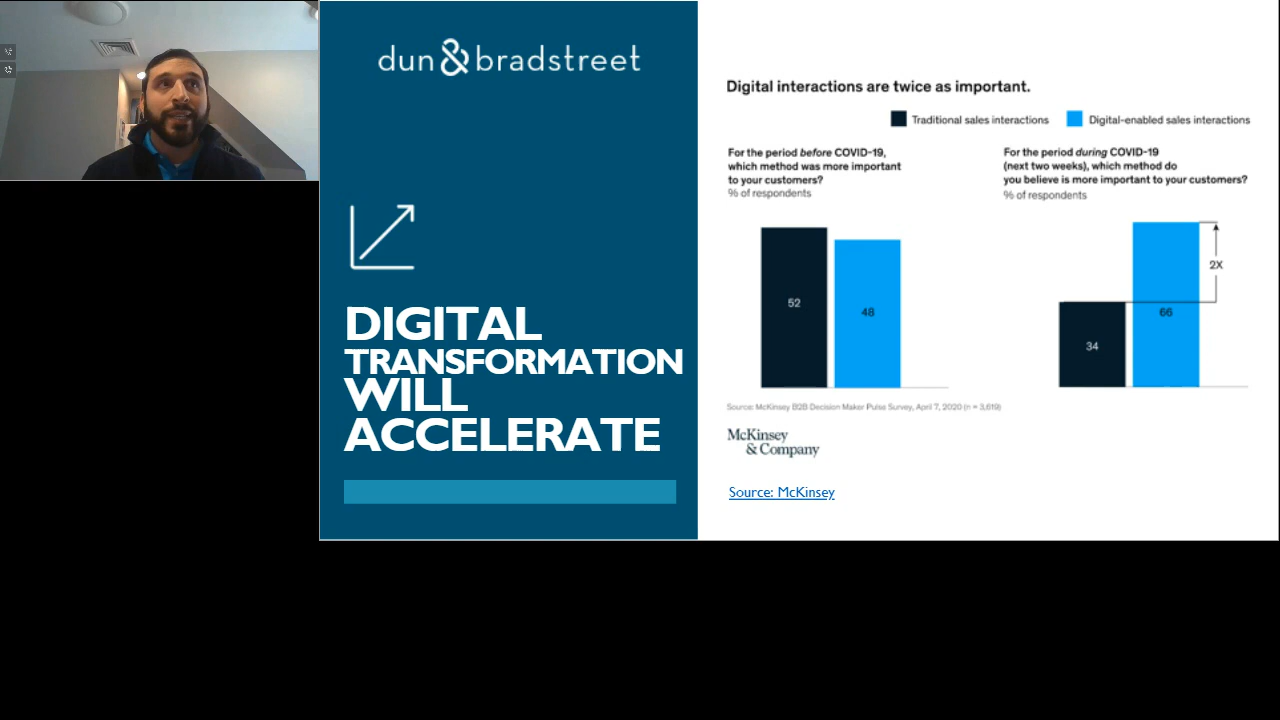 dun&bradstreet
DIGITAL
TRANSFORMATION
WILL
ACCELERATE
Digital interactions are twice as important.
Traditional sales interactions
Digital-enabled sales interactions
For the period before COVID-19,
which method was more important
to your customers?
% of respondents
52
48
For the period during COVID-19
(next two weeks), which method do
you believe is more important to your customers?
% of respondents
2X
66
34
Source: McKinsey B2B Decision Maker Pulse Survey, April 7, 2020 (n = 3,619)
McKinsey
& Company
Source: McKinsey